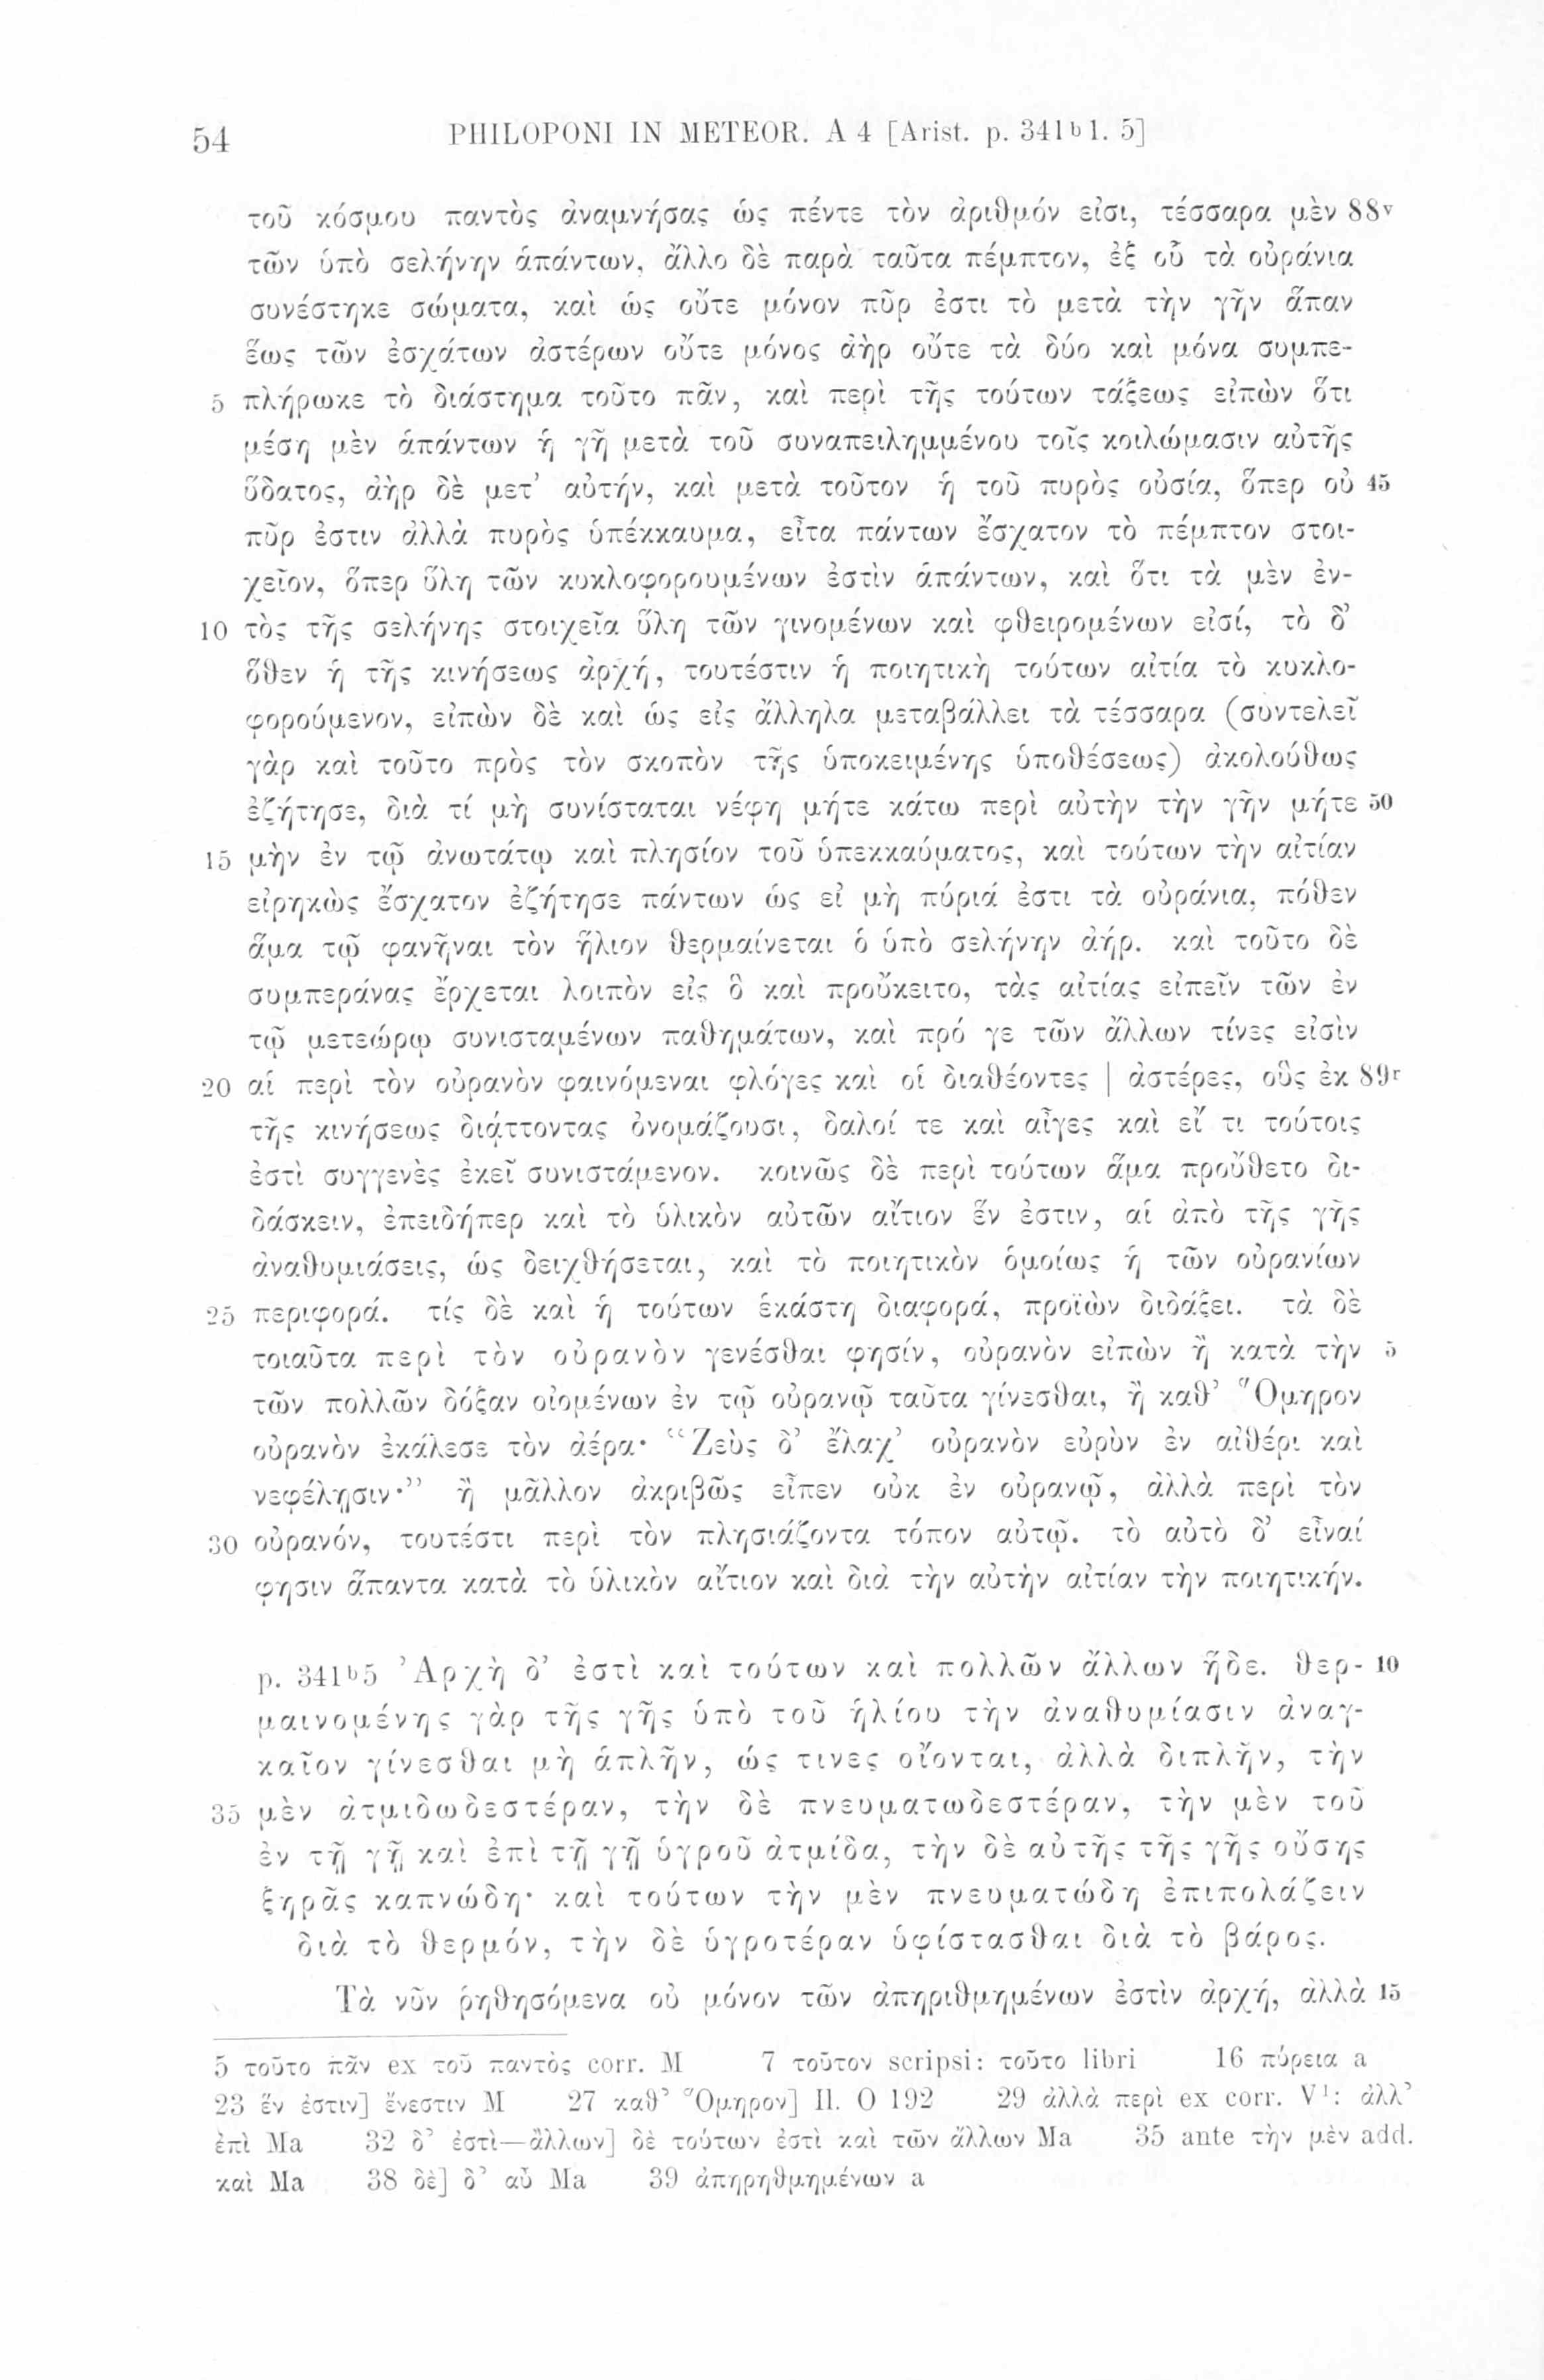 54 PHILOPONI IN METEOR. A 4 [Arist. p. 341ᵇ1. 5]
τοῦ κόσμου παντὸς ἀναμνήσας ὡς πέντε τὸν ἀριθμόν εἰσι, τέσσαρα μὲν 88ᵛ
τῶν ὑπὸ σελήνην ἁπάντων, ἄλλο δὲ παρὰ ταῦτα πέμπτον, ἐξ οὗ τὰ οὐράνια
συνέστηκε σώματα, καὶ ὡς οὔτε μόνον πῦρ ἐστι τὸ μετὰ τὴν γῆν ἅπαν
ἕως τῶν ἐσχάτων ἀστέρων οὔτε μόνος ἀὴρ οὔτε τὰ δύο καὶ μόνα συμπε-
5 πλήρωκε τὸ διάστημα τοῦτο πᾶν, καὶ περὶ τῆς τούτων τάξεως εἰπὼν ὅτι
μέση μὲν ἁπάντων ἡ γῆ μετὰ τοῦ συναπειλημμένου τοῖς κοιλώμασιν αὐτῆς
ὕδατος, ἀὴρ δὲ μετ’ αὐτήν, καὶ μετὰ τοῦτον ἡ τοῦ πυρὸς οὐσία, ὅπερ οὐ 45
πῦρ ἐστιν ἀλλὰ πυρὸς ὑπέκκαυμα, εἶτα πάντων ἔσχατον τὸ πέμπτον στοι-
χεῖον, ὅπερ ὕλη τῶν κυκλοφορουμένων ἐστὶν ἁπάντων, καὶ ὅτι τὰ μὲν ἐν-
10 τὸς τῆς σελήνης στοιχεῖα ὕλη τῶν γινομένων καὶ φθειρομένων εἰσί, τὸ δ’
ὅθεν ἡ τῆς κινήσεως ἀρχή, τουτέστιν ἡ ποιητικὴ τούτων αἰτία τὸ κυκλο-
φορούμενον, εἰπὼν δὲ καὶ ὡς εἰς ἄλληλα μεταβάλλει τὰ τέσσαρα (συντελεῖ
γὰρ καὶ τοῦτο πρὸς τὸν σκοπὸν τῆς ὑποκειμένης ὑποθέσεως) ἀκολούθως
ἐζήτησε, διὰ τί μὴ συνίσταται νέφη μήτε κάτω περὶ αὐτὴν τὴν γῆν μήτε 50
15 μὴν ἐν τῷ ἀνωτάτῳ καὶ πλησίον τοῦ ὑπεκκαύματος, καὶ τούτων τὴν αἰτίαν
εἰρηκὼς ἔσχατον ἐζήτησε πάντων ὡς εἰ μὴ πύριά ἐστι τὰ οὐράνια, πόθεν
ἅμα τῷ φανῆναι τὸν ἥλιον θερμαίνεται ὁ ὑπὸ σελήνην ἀήρ. καὶ τοῦτο δὲ
συμπεράνας ἔρχεται λοιπὸν εἰς ὃ καὶ προὔκειτο, τὰς αἰτίας εἰπεῖν τῶν ἐν
τῷ μετεώρῳ συνισταμένων παθημάτων, καὶ πρό γε τῶν ἄλλων τίνες εἰσὶν
20 αἱ περὶ τὸν οὐρανὸν φαινόμεναι φλόγες καὶ οἱ διαθέοντες | ἀστέρες, οὓς ἐκ 89ʳ
τῆς κινήσεως διᾴττοντας ὀνομάζουσι, δαλοί τε καὶ αἶγες καὶ εἴ τι τούτοις
ἐστὶ συγγενὲς ἐκεῖ συνιστάμενον. κοινῶς δὲ περὶ τούτων ἅμα προὔθετο δι-
δάσκειν, ἐπειδήπερ καὶ τὸ ὑλικὸν αὐτῶν αἴτιον ἕν ἐστιν, αἱ ἀπὸ τῆς γῆς
ἀναθυμιάσεις, ὡς δειχθήσεται, καὶ τὸ ποιητικὸν ὁμοίως ἡ τῶν οὐρανίων
25 περιφορά. τίς δὲ καὶ ἡ τούτων ἑκάστη διαφορά, προϊὼν διδάξει. τὰ δὲ
τοιαῦτα περὶ τὸν οὐρανὸν γενέσθαι φησίν, οὐρανὸν εἰπὼν ἢ κατὰ τὴν 5
τῶν πολλῶν δόξαν οἰομένων ἐν τῷ οὐρανῷ ταῦτα γίνεσθαι, ἢ καθ’ Ὅμηρον
οὐρανὸν ἐκάλεσε τὸν ἀέρα· “Ζεὺς δ’ ἔλαχ’ οὐρανὸν εὐρὺν ἐν αἰθέρι καὶ
νεφέλῃσιν·” ἢ μᾶλλον ἀκριβῶς εἶπεν οὐκ ἐν οὐρανῷ, ἀλλὰ περὶ τὸν
30 οὐρανόν, τουτέστι περὶ τὸν πλησιάζοντα τόπον αὐτῷ. τὸ αὐτὸ δ’ εἶναί
φησιν ἅπαντα κατὰ τὸ ὑλικὸν αἴτιον καὶ διὰ τὴν αὐτὴν αἰτίαν τὴν ποιητικήν.
p. 341ᵇ5 Ἀρχὴ δ’ ἐστὶ καὶ τούτων καὶ πολλῶν ἄλλων ἥδε. θερ- 10
μαινομένης γὰρ τῆς γῆς ὑπὸ τοῦ ἡλίου τὴν ἀναθυμίασιν ἀναγ-
καῖον γίνεσθαι μὴ ἁπλῆν, ὥς τινες οἴονται, ἀλλὰ διπλῆν, τὴν
35 μὲν ἀτμιδωδεστέραν, τὴν δὲ πνευματωδεστέραν, τὴν μὲν τοῦ
ἐν τῇ γῇ καὶ ἐπὶ τῇ γῇ ὑγροῦ ἀτμίδα, τὴν δὲ αὐτῆς τῆς γῆς οὔσης
ξηρᾶς καπνώδη· καὶ τούτων τὴν μὲν πνευματώδη ἐπιπολάζειν
διὰ τὸ θερμόν, τὴν δὲ ὑγροτέραν ὑφίστασθαι διὰ τὸ βάρος.
Τὰ νῦν ῥηθησόμενα οὐ μόνον τῶν ἀπηριθμημένων ἐστὶν ἀρχή, ἀλλὰ 15
5 τοῦτο πᾶν ex τοῦ παντὸς corr. M 7 τοῦτον scripsi: τοῦτο libri 16 πύρεια a
23 ἕν ἐστιν] ἔνεστιν M 27 καθ’ Ὅμηρον] Il. O 192 29 ἀλλὰ περὶ ex corr. V¹: ἀλλ’
ἐπὶ Ma 32 δ’ ἐστὶ—ἄλλων] δὲ τούτων ἐστὶ καὶ τῶν ἄλλων Ma 35 ante τὴν μὲν add.
καὶ Ma 38 δὲ] δ’ αὖ Ma 39 ἀπηρηθμημένων a